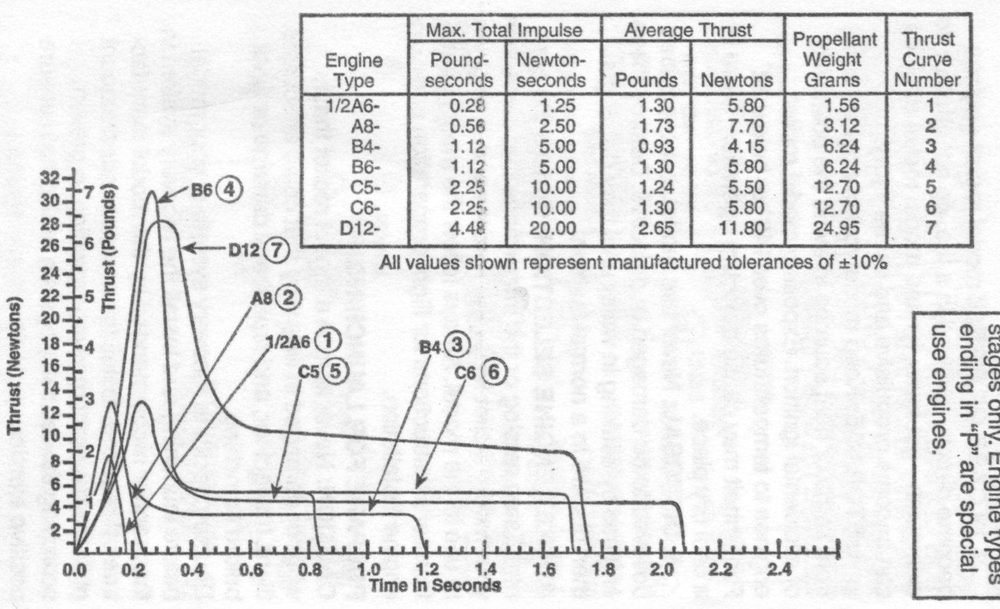 Engine Type
Max. Total Impulse
Average Thrust
Propellant Weight Grams
Thrust Curve Number
Pound-seconds
Newton-seconds
Pounds
Newtons
1/2A6- 0.28 1.25 1.30 5.80 1.56 1
A8- 0.56 2.50 1.73 7.70 3.12 2
B4- 1.12 5.00 0.93 4.15 6.24 3
B6- 1.12 5.00 1.30 5.80 6.24 4
C5- 2.25 10.00 1.24 5.50 12.70 5
C6- 2.25 10.00 1.30 5.80 12.70 6
D12- 4.48 20.00 2.65 11.80 24.95 7
All values shown represent manufactured tolerances of ±10%
Thrust (Newtons)
32
30
28
26
24
22
20
18
16
14
12
10
8
6
4
2
Thrust (Pounds)
7
6
5
4
3
2
1
B6 4
D12 7
A8 2
1/2A6 1
C5 5
B4 3
C6 6
0.0 0.2 0.4 0.6 0.8 1.0 1.2 1.4 1.6 1.8 2.0 2.2 2.4
Time in Seconds
stages only. Engine types
ending in “P” are special
use engines.